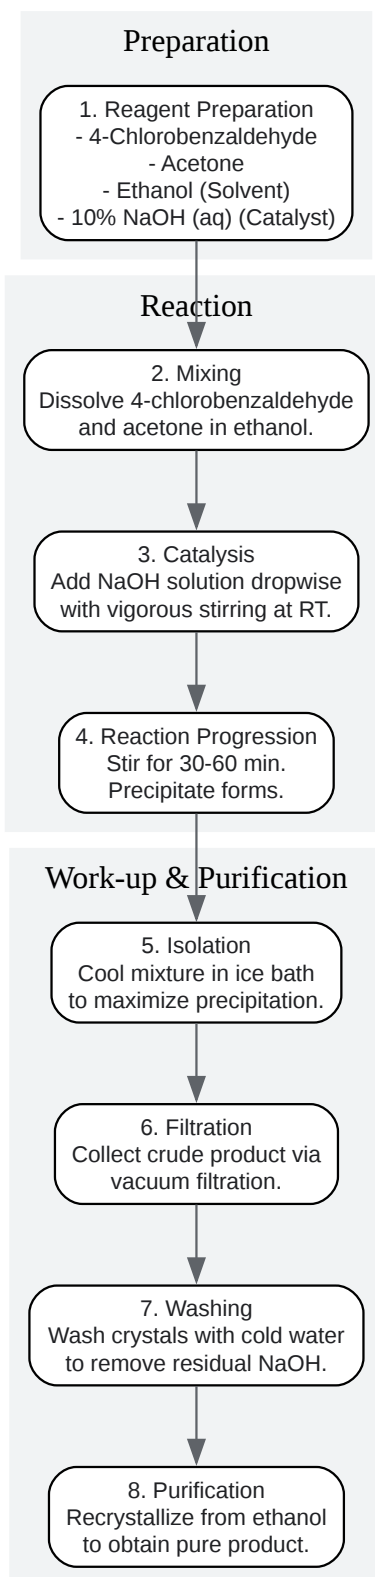 Preparation
1. Reagent Preparation
- 4-Chlorobenzaldehyde
- Acetone
- Ethanol (Solvent)
- 10% NaOH (aq) (Catalyst)
Reaction
2. Mixing
Dissolve 4-chlorobenzaldehyde
and acetone in ethanol.
3. Catalysis
Add NaOH solution dropwise
with vigorous stirring at RT.
4. Reaction Progression
Stir for 30-60 min.
Precipitate forms.
Work-up & Purification
5. Isolation
Cool mixture in ice bath
to maximize precipitation.
6. Filtration
Collect crude product via
vacuum filtration.
7. Washing
Wash crystals with cold water
to remove residual NaOH.
8. Purification
Recrystallize from ethanol
to obtain pure product.